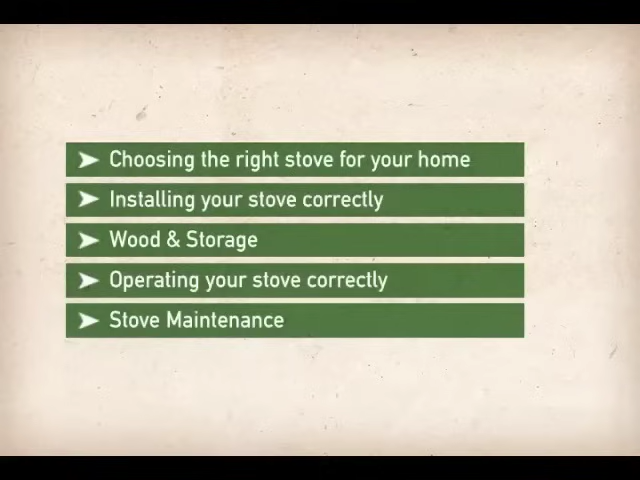 Choosing the right stove for your home
Installing your stove correctly
Wood & Storage
Operating your stove correctly
Stove Maintenance